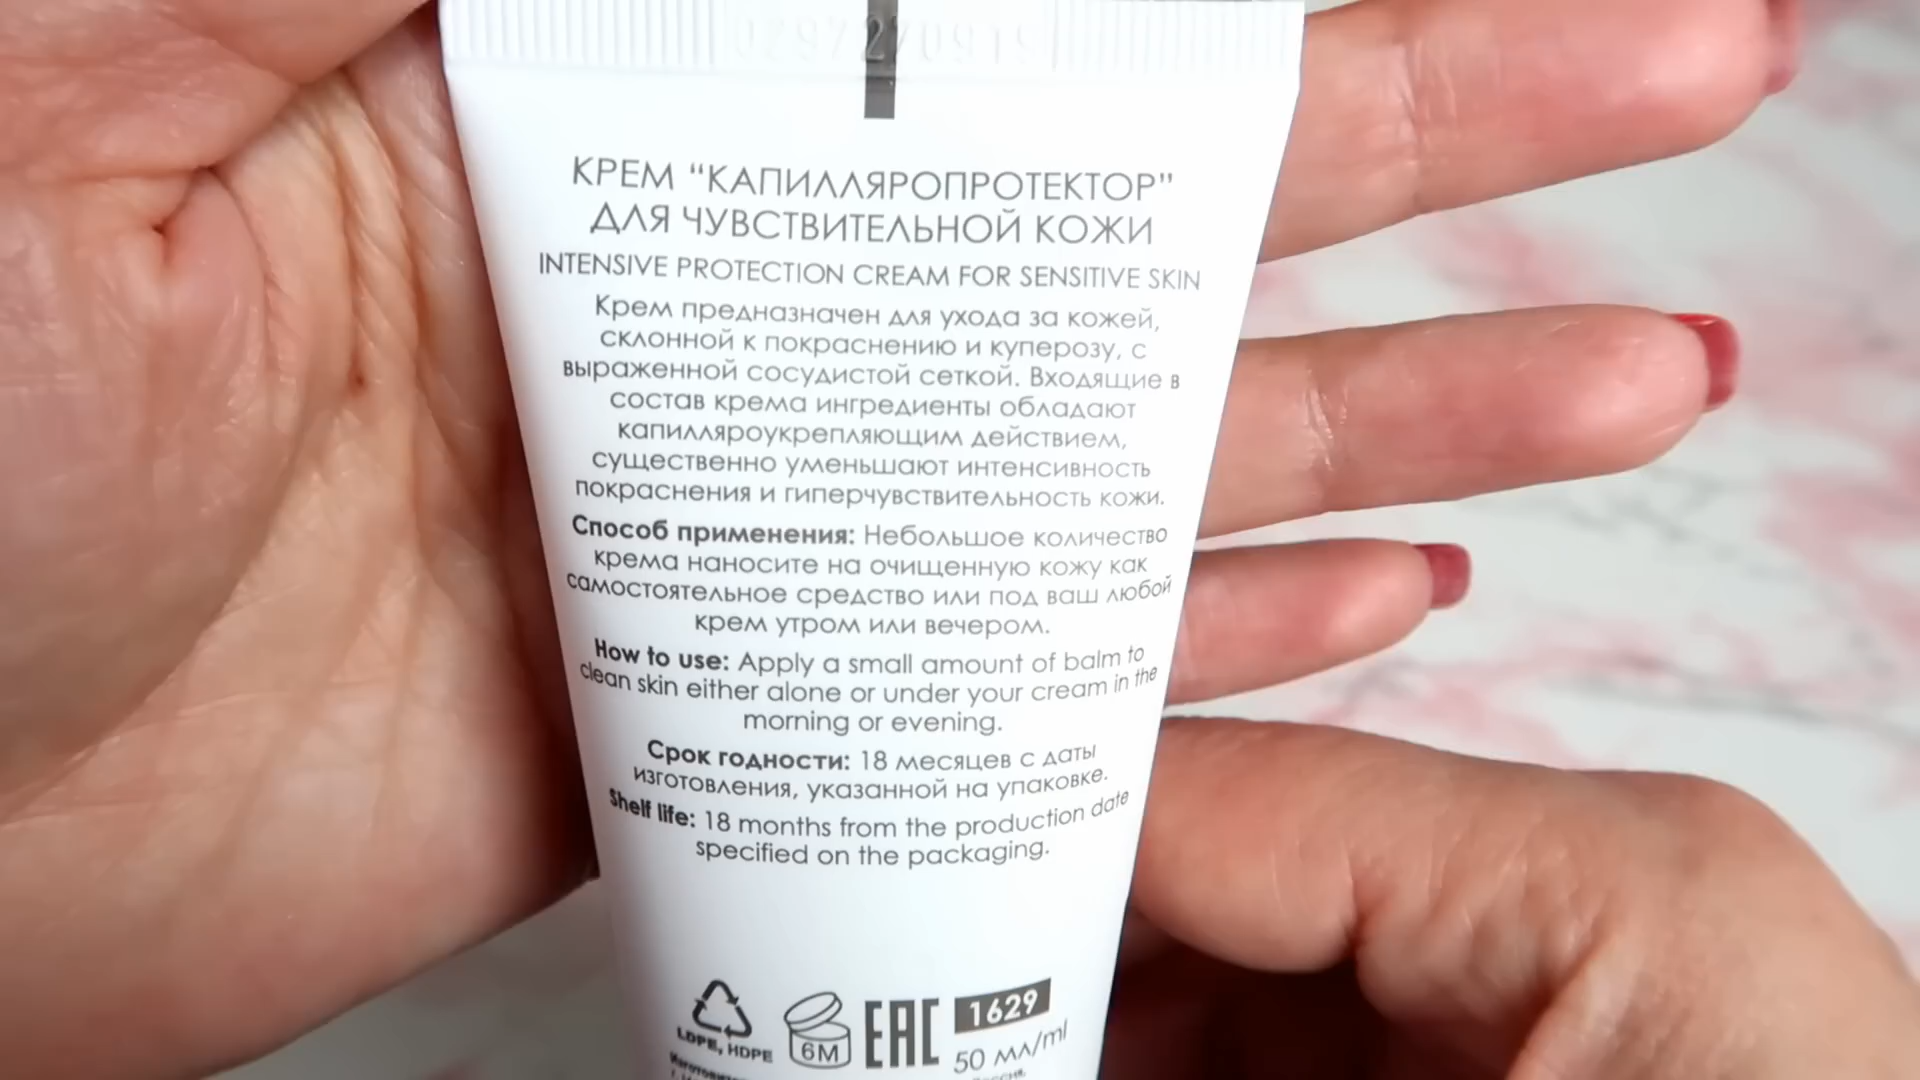 КРЕМ “КАПИЛЛЯРОПРОТЕКТОР”
ДЛЯ ЧУВСТВИТЕЛЬНОЙ КОЖИ
INTENSIVE PROTECTION CREAM FOR SENSITIVE SKIN
Крем предназначен для ухода за кожей,
склонной к покраснению и куперозу, с
выраженной сосудистой сеткой. Входящие в
состав крема ингредиенты обладают
капилляроукрепляющим действием,
существенно уменьшают интенсивность
покраснения и гиперчувствительность кожи.
Способ применения: Небольшое количество
крема наносите на очищенную кожу как
самостоятельное средство или под ваш любой
крем утром или вечером.
How to use: Apply a small amount of balm to
clean skin either alone or under your cream in the
morning or evening.
Срок годности: 18 месяцев с даты
изготовления, указанной на упаковке.
Shelf life: 18 months from the production date
specified on the packaging.
LDPE, HDPE
6M
EAC
1629
50 мл/ml